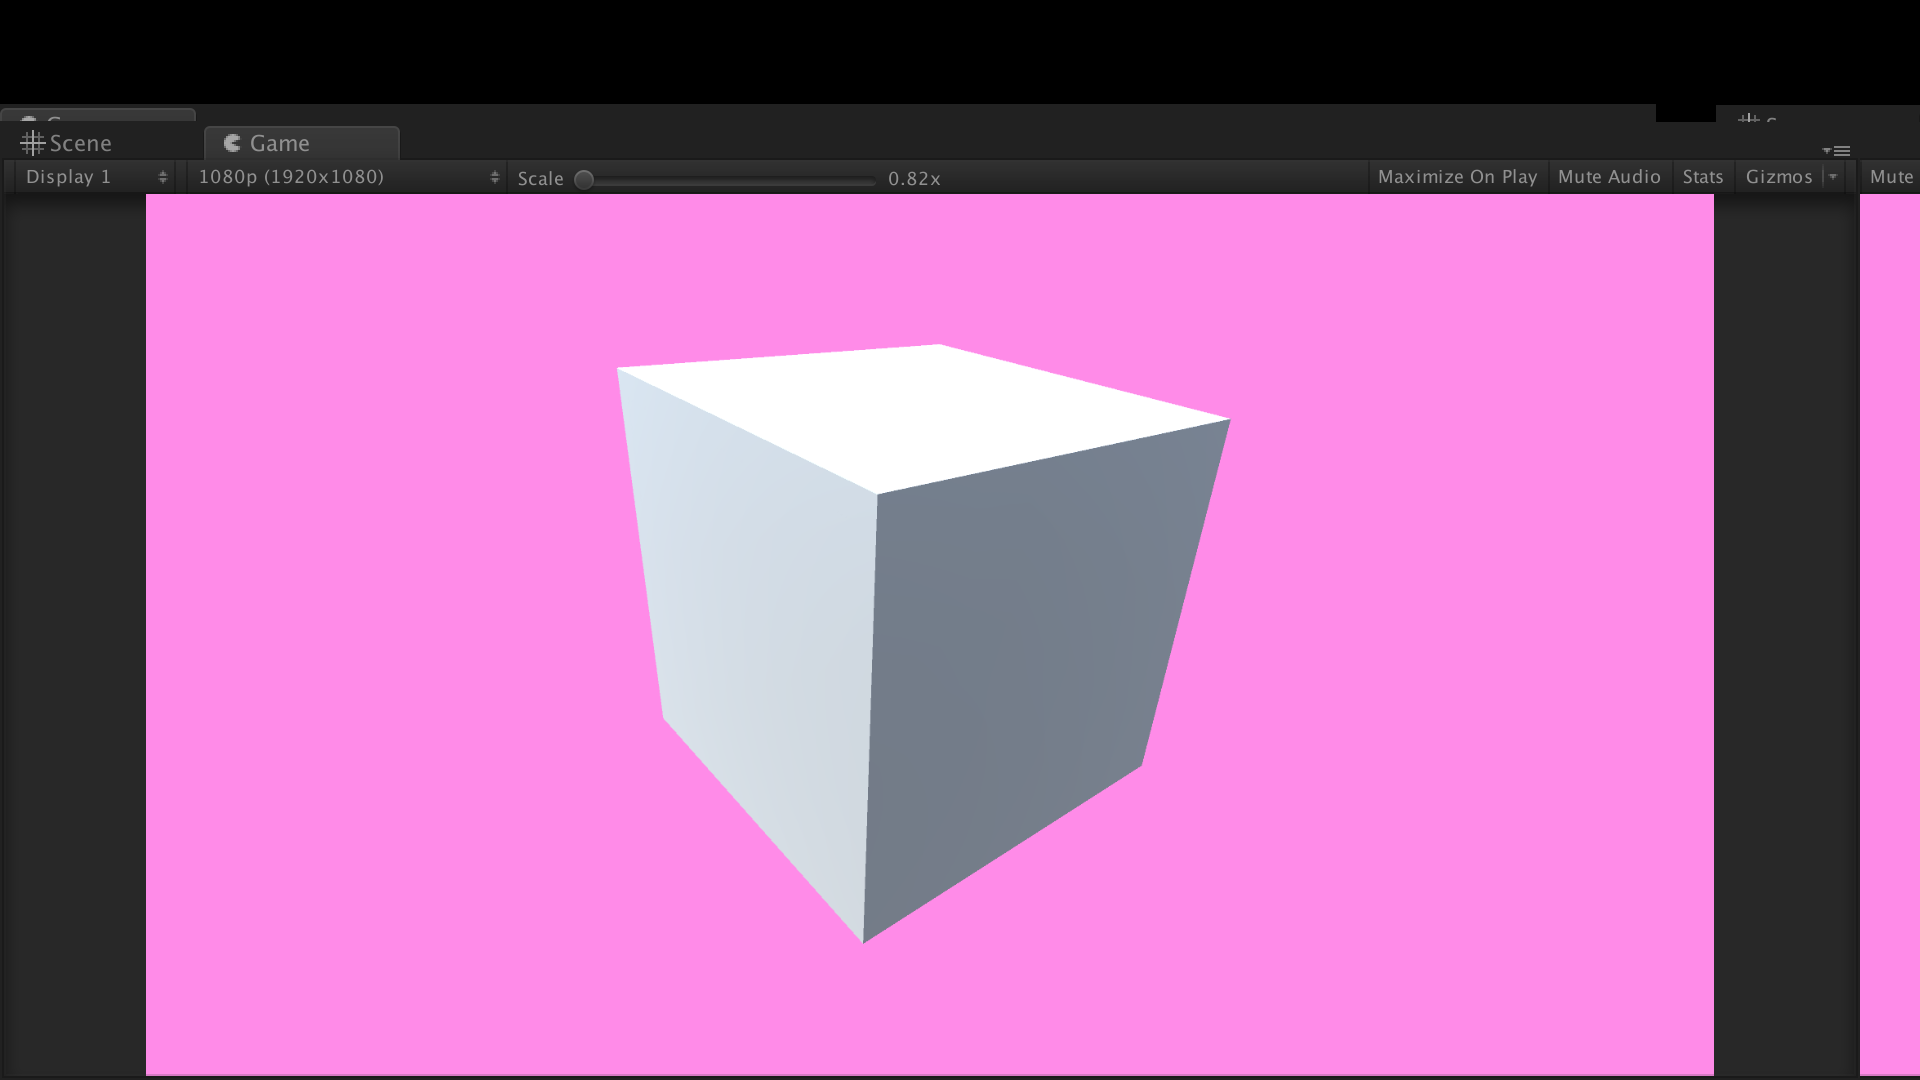 Scene
Game
Display 1
1080p (1920x1080)
Scale
0.82x
Maximize On Play
Mute Audio
Stats
Gizmos
Mute